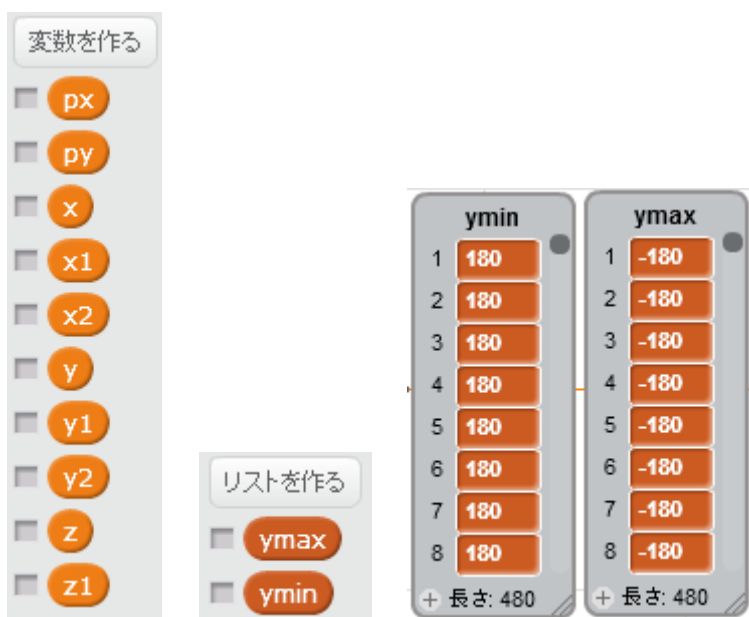 変数を作る
px
py
x
x1
x2
y
y1
y2
z
z1
リストを作る
ymax
ymin
ymin
1 180
2 180
3 180
4 180
5 180
6 180
7 180
8 180
+ 長さ: 480
ymax
1 -180
2 -180
3 -180
4 -180
5 -180
6 -180
7 -180
8 -180
+ 長さ: 480